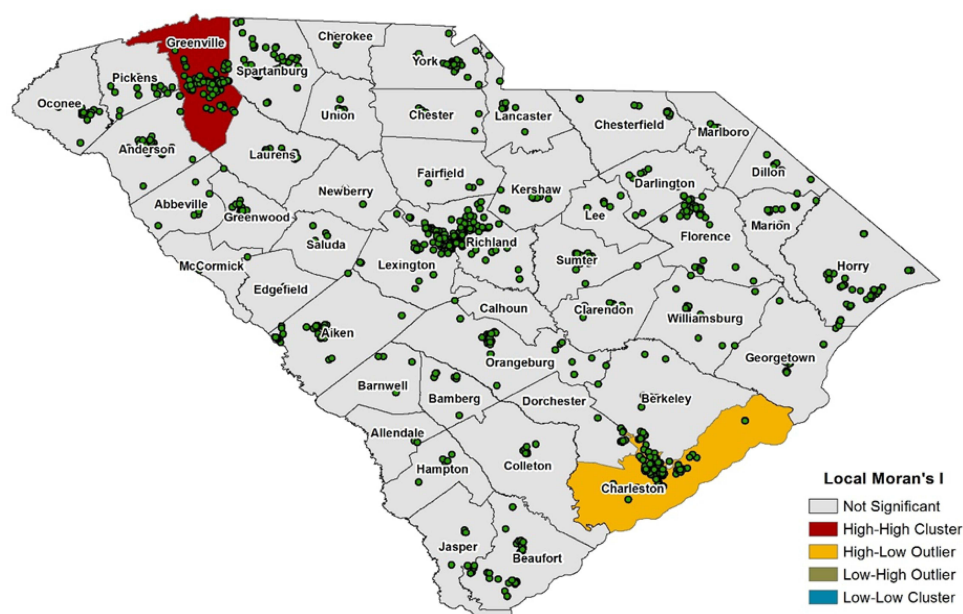 Greenville
Cherokee
York
Pickens
Spartanburg
Oconee
Union
Chester
Lancaster
Chesterfield
Marlboro
Anderson
Laurens
Dillon
Fairfield
Darlington
Newberry
Kershaw
Abbeville
Greenwood
Lee
Marion
Saluda
Richland
Florence
McCormick
Lexington
Sumter
Horry
Edgefield
Calhoun
Clarendon
Williamsburg
Aiken
Orangeburg
Georgetown
Barnwell
Bamberg
Dorchester
Berkeley
Allendale
Hampton
Colleton
Charleston
Jasper
Beaufort
Local Moran's I
Not Significant
High-High Cluster
High-Low Outlier
Low-High Outlier
Low-Low Cluster